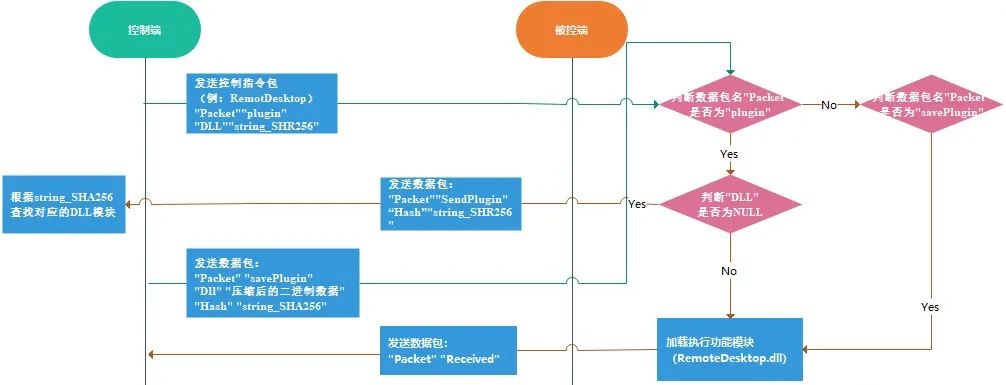 控制端
被控端
发送控制指令包
（例：RemotDesktop）
"Packet""plugin"
"DLL""string_SHR256"
判断数据包名"Packet
是否为"plugin"
No
判断数据包名"Packet
是否为"savePlugin"
Yes
根据string_SHA256
查找对应的DLL模块
发送数据包：
"Packet""SendPlugin"
“Hash”"string_SHR256
"
Yes
判断"DLL"
是否为NULL
发送数据包：
"Packet" "savePlugin"
"Dll" "压缩后的二进制数据"
"Hash" "string_SHA256"
No
Yes
发送数据包：
"Packet" "Received"
加载执行功能模块
（RemoteDesktop.dll)